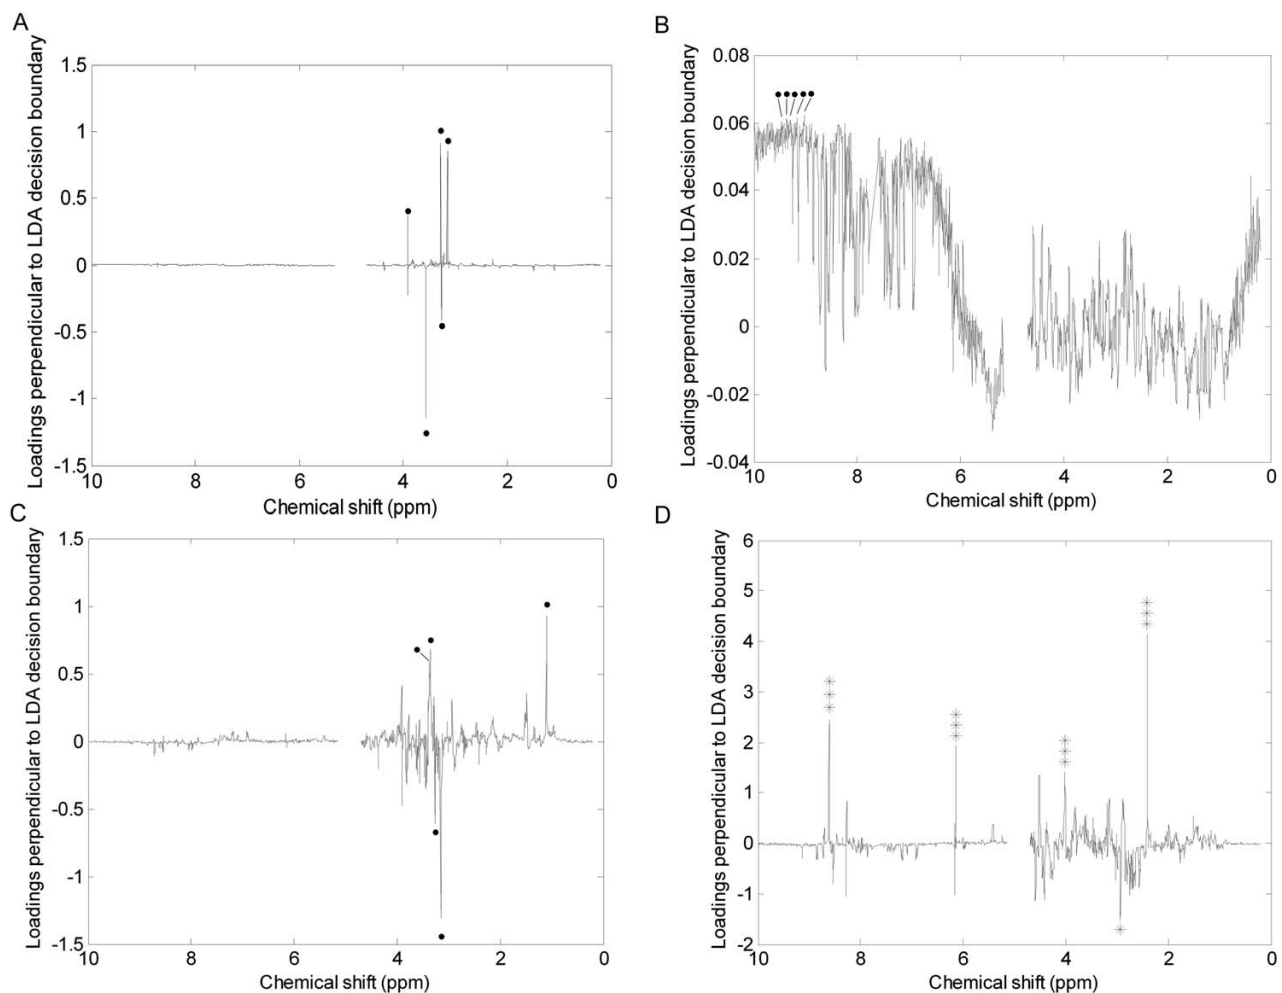 A
Loadings perpendicular to LDA decision boundary
1.5
1
0.5
0
-0.5
-1
-1.5
10 8 6 4 2 0
Chemical shift (ppm)
B
Loadings perpendicular to LDA decision boundary
0.08
0.06
0.04
0.02
0
-0.02
-0.04
10 8 6 4 2 0
Chemical shift (ppm)
C
Loadings perpendicular to LDA decision boundary
1.5
1
0.5
0
-0.5
-1
-1.5
10 8 6 4 2 0
Chemical shift (ppm)
D
Loadings perpendicular to LDA decision boundary
6
5
4
3
2
1
0
-1
-2
10 8 6 4 2 0
Chemical shift (ppm)